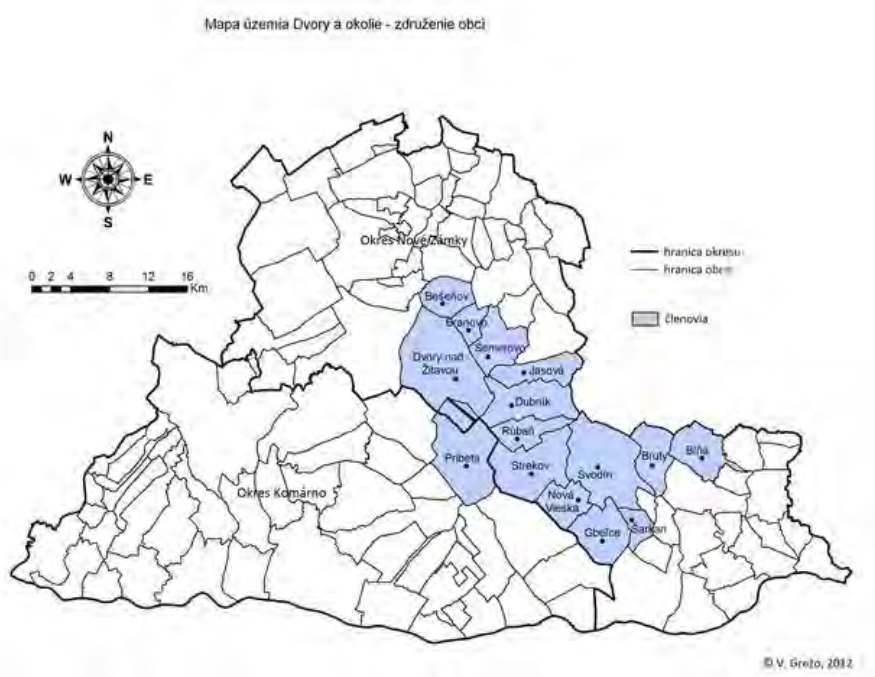 Mapa územia Dvory a okolie - združenie obcí
N
W
E
S
0 2 4 8 12 16
Km
Okres Nové Zámky
hranica okresu
hranica obce
členovia
Bešeňov
Branovo
Semerovo
Dvory nad
Žitavou
Jasová
Dubník
Rúbaň
Pribeta
Strekov
Svodín
Bruty
Bíňa
Okres Komárno
Nová
Vieska
Šarkan
Gbelce
© V. Grežo, 2012